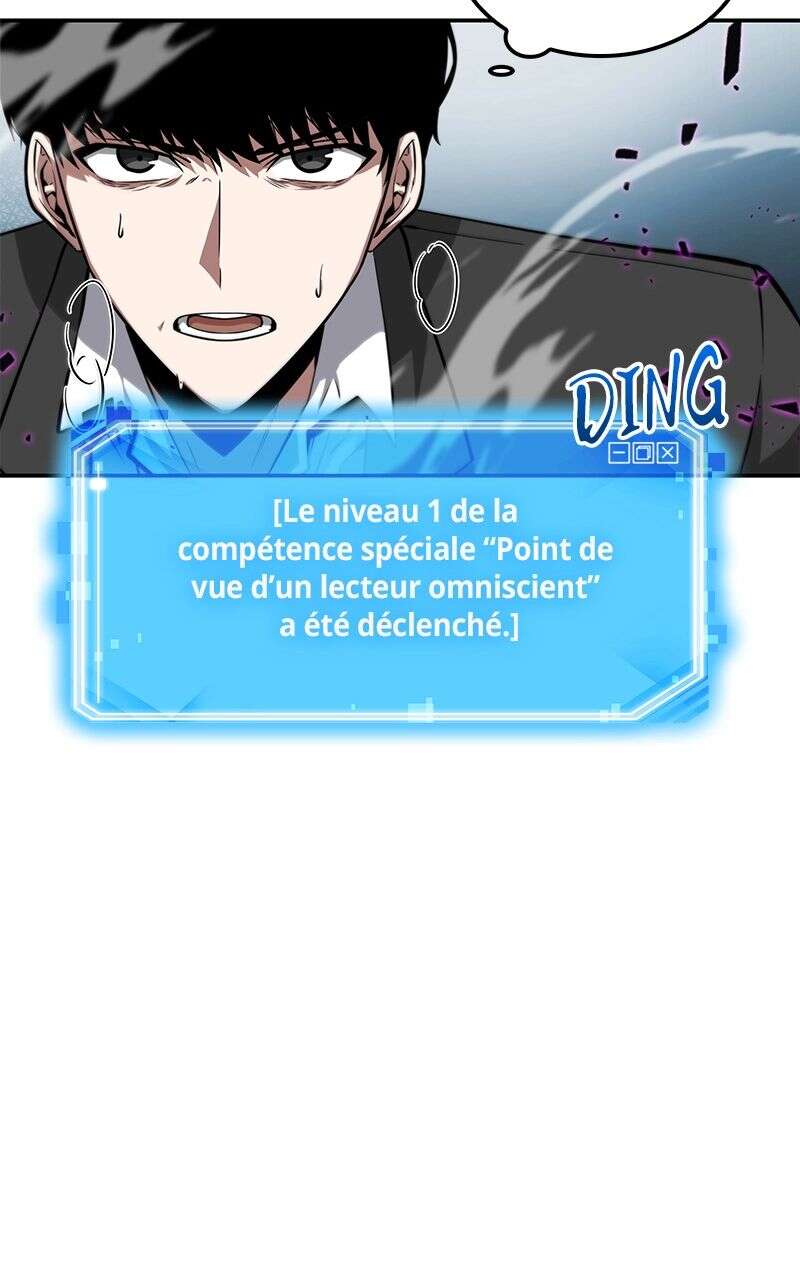 DING
[Le niveau 1 de la
compétence spéciale “Point de
vue d’un lecteur omniscient”
a été déclenché.]